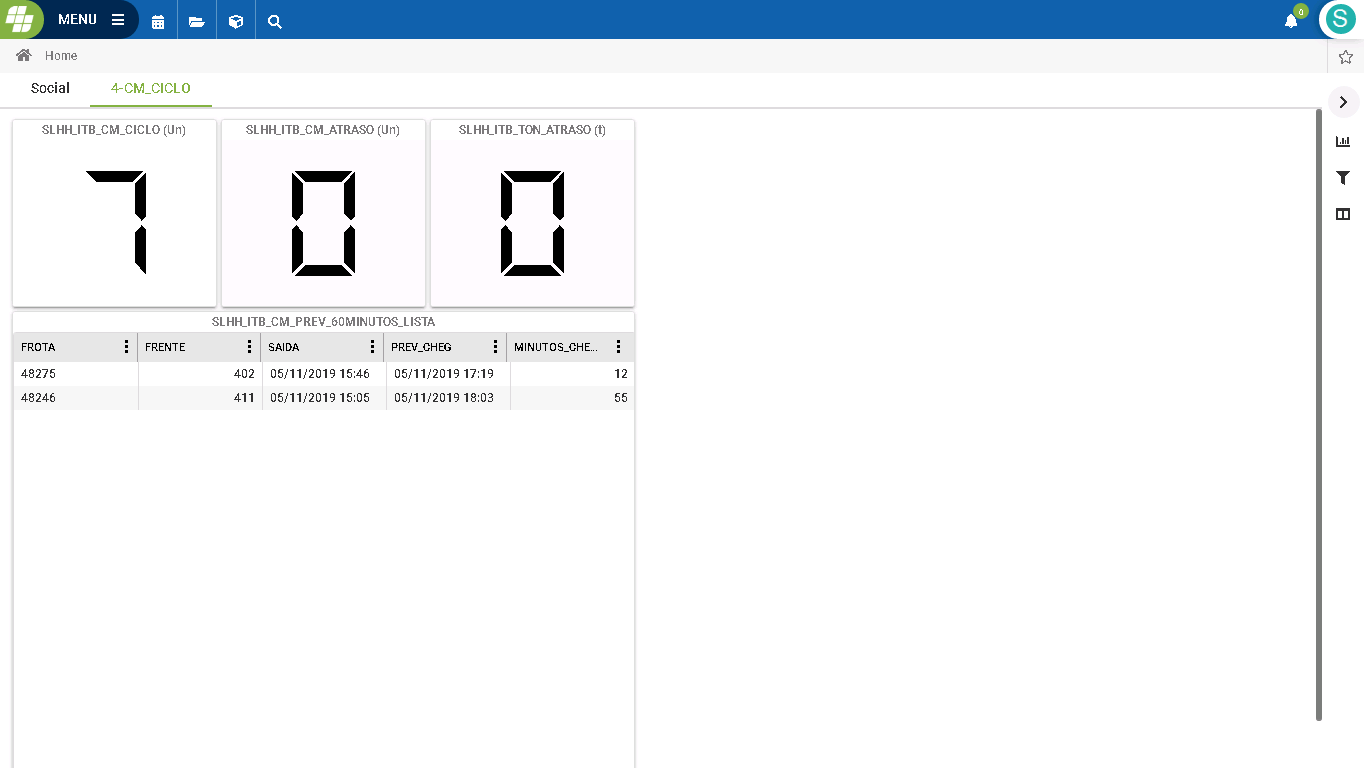 MENU
0
S
Home
Social 4-CM_CICLO
SLHH_ITB_CM_CICLO (Un) SLHH_ITB_CM_ATRASO (Un) SLHH_ITB_TON_ATRASO (t)
7 0 0
SLHH_ITB_CM_PREV_60MINUTOS_LISTA
FROTA FRENTE SAIDA PREV_CHEG MINUTOS_CHE...
48275 402 05/11/2019 15:46 05/11/2019 17:19 12
48246 411 05/11/2019 15:05 05/11/2019 18:03 55